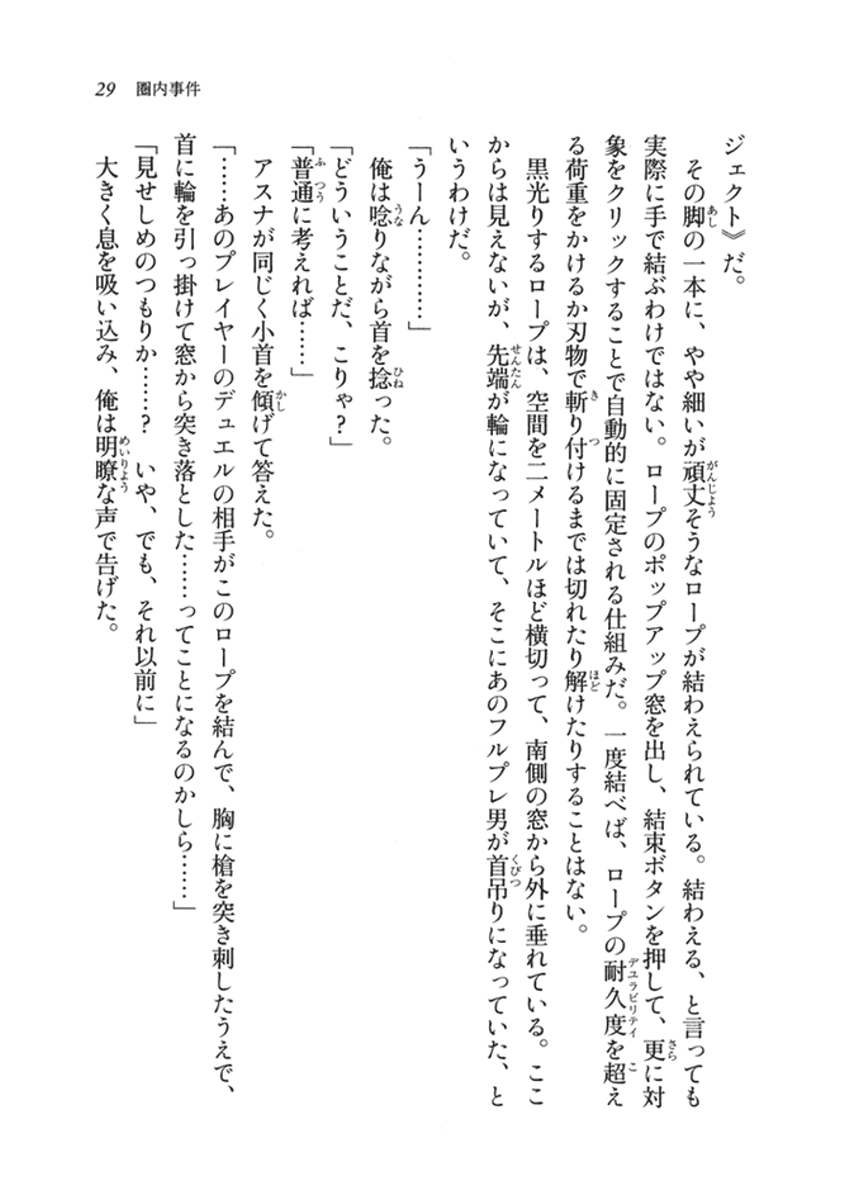 29 圏内事件
ジェクト》だ。
その脚の一本に、やや細いが頑丈そうなロープが結わえられている。結わえる、と言っても
実際に手で結ぶわけではない。ロープのポップアップ窓を出し、結束ボタンを押して、更に対
象をクリックすることで自動的に固定される仕組みだ。一度結べば、ロープの耐久度を超え
る荷重をかけるか刃物で斬り付けるまでは切れたり解けたりすることはない。
黒光りするロープは、空間を二メートルほど横切って、南側の窓から外に垂れている。ここ
からは見えないが、先端が輪になっていて、そこにあのフルプレ男が首吊りになっていた、と
いうわけだ。
「うーん…………」
俺は唸りながら首を捻った。
「どういうことだ、こりゃ?」
「普通に考えれば……」
アスナが同じく小首を傾げて答えた。
「……あのプレイヤーのデュエルの相手がこのロープを結んで、胸に槍を突き刺したうえで、
首に輪を引っ掛けて窓から突き落とした……ってことになるのかしら……」
「見せしめのつもりか……? いや、でも、それ以前に」
大きく息を吸い込み、俺は明瞭な声で告げた。